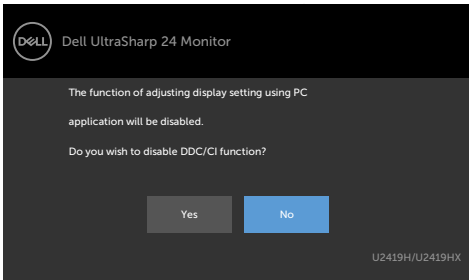 DELL
Dell UltraSharp 24 Monitor
The function of adjusting display setting using PC
application will be disabled.
Do you wish to disable DDC/CI function?
Yes
No
U2419H/U2419HX